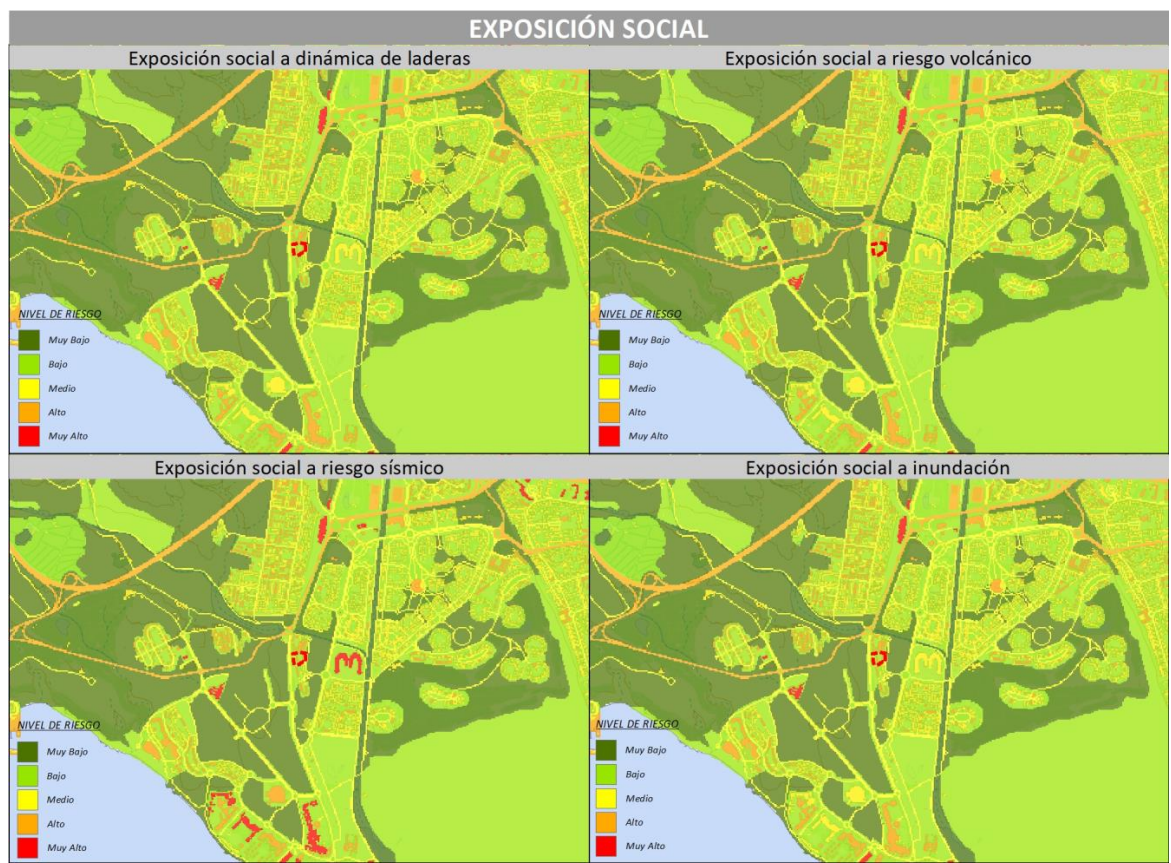 EXPOSICIÓN SOCIAL
Exposición social a dinámica de laderas
Exposición social a riesgo volcánico
NIVEL DE RIESGO
Muy Bajo
Bajo
Medio
Alto
Muy Alto
NIVEL DE RIESGO
Muy Bajo
Bajo
Medio
Alto
Muy Alto
Exposición social a riesgo sísmico
Exposición social a inundación
NIVEL DE RIESGO
Muy Bajo
Bajo
Medio
Alto
Muy Alto
NIVEL DE RIESGO
Muy Bajo
Bajo
Medio
Alto
Muy Alto